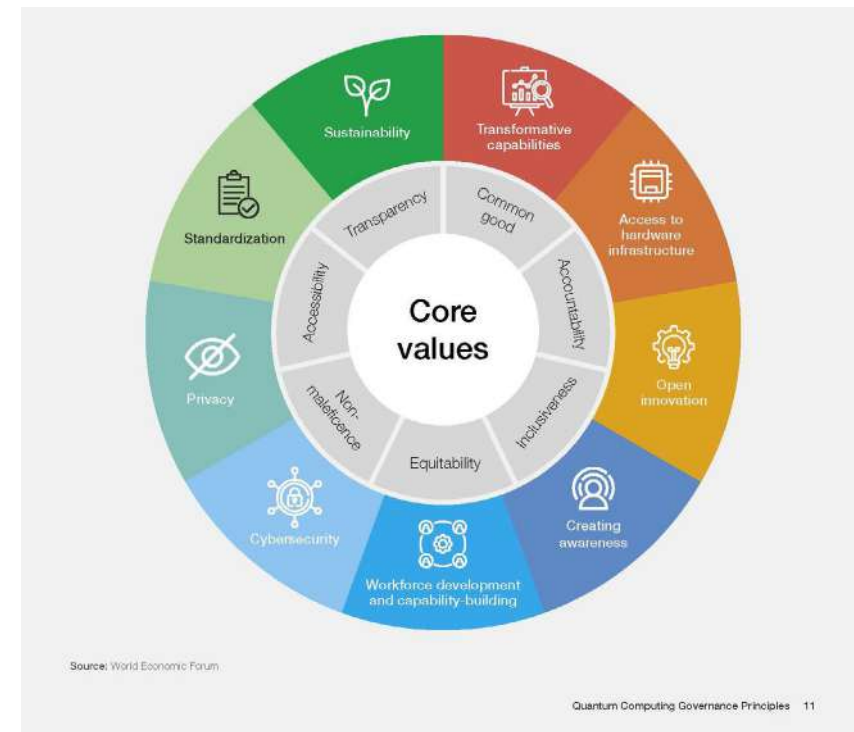 Sustainability
Transformative
capabilities
Access to
hardware
infrastructure
Open
innovation
Creating
awareness
Workforce development
and capability-building
Cybersecurity
Privacy
Standardization
Transparency
Common
good
Accountability
Inclusiveness
Equitability
Non-
maleficence
Accessibility
Core
values
Source: World Economic Forum
Quantum Computing Governance Principles 11